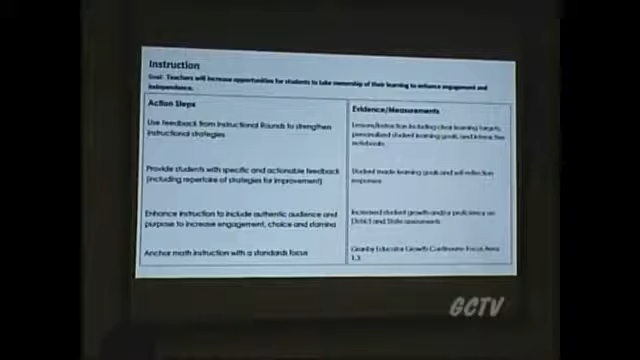 Instruction
Goal: Teachers will increase opportunities for students to take ownership of their learning to enhance engagement and
independence.
Action Steps
Evidence/Measurements
Use feedback from Instructional Rounds to strengthen
instructional strategies
Lesson/Instruction including clear learning targets,
personalized student learning goals, and interactive
notebooks
Provide students with specific and actionable feedback
(including repertoire of strategies for improvement)
Student made learning goals and self reflection
responses
Enhance instruction to include authentic audience and
purpose to increase engagement, choice and stamina
Increased student growth and/or proficiency on
District and State assessments
Anchor math instruction with a standards focus
Granby Educator Growth Continuum: Focus Area
1.3
GCTV